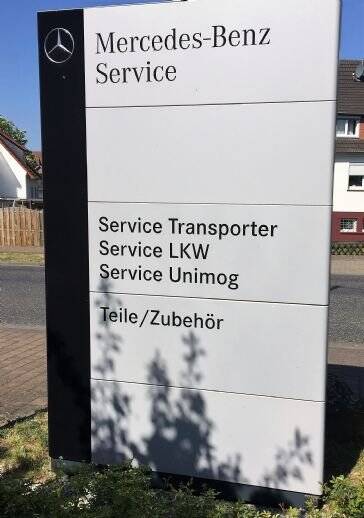 Mercedes-Benz
Service
Service Transporter
Service LKW
Service Unimog
Teile/Zubehör